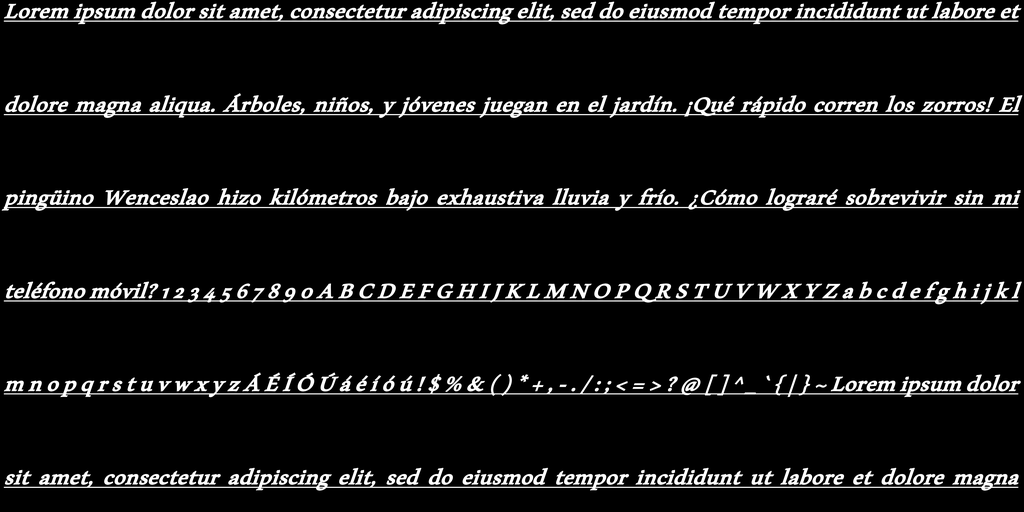 Lorem ipsum dolor sit amet, consectetur adipiscing elit, sed do eiusmod tempor incididunt ut labore et
dolore magna aliqua. Árboles, niños, y jóvenes juegan en el jardín. ¡Qué rápido corren los zorros! El
pingüino Wenceslao hizo kilómetros bajo exhaustiva lluvia y frío. ¿Cómo lograré sobrevivir sin mi
teléfono móvil? 1 2 3 4 5 6 7 8 9 0 A B C D E F G H I J K L M N O P Q R S T U V W X Y Z a b c d e f g h i j k l
m n o p q r s t u v w x y z Á É Í Ó Ú á é í ó ú ! $ % & ( ) * + , - . / : ; < = > ? @ [ ] ^ _ ` { | } ~ Lorem ipsum dolor
sit amet, consectetur adipiscing elit, sed do eiusmod tempor incididunt ut labore et dolore magna